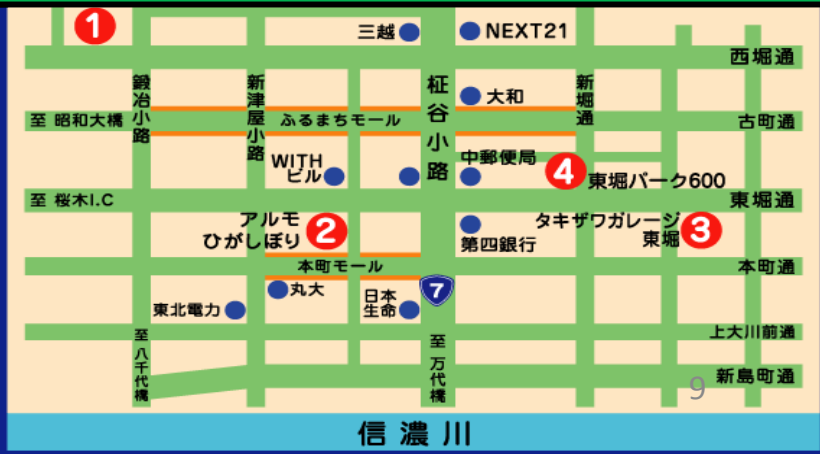 1
三越
NEXT21
西堀通
鍛冶小路
新津屋小路
柾谷小路
新堀通
大和
至 昭和大橋
ふるまちモール
古町通
中郵便局
WITH
ビル
4
東堀パーク600
至 桜木I.C
東堀通
アルモ
ひがしぼり
2
タキザワガレージ
東堀
3
第四銀行
本町モール
本町通
7
丸大
日本
生命
東北電力
上大川前通
至 八千代橋
至 万代橋
9
新島町通
信濃川